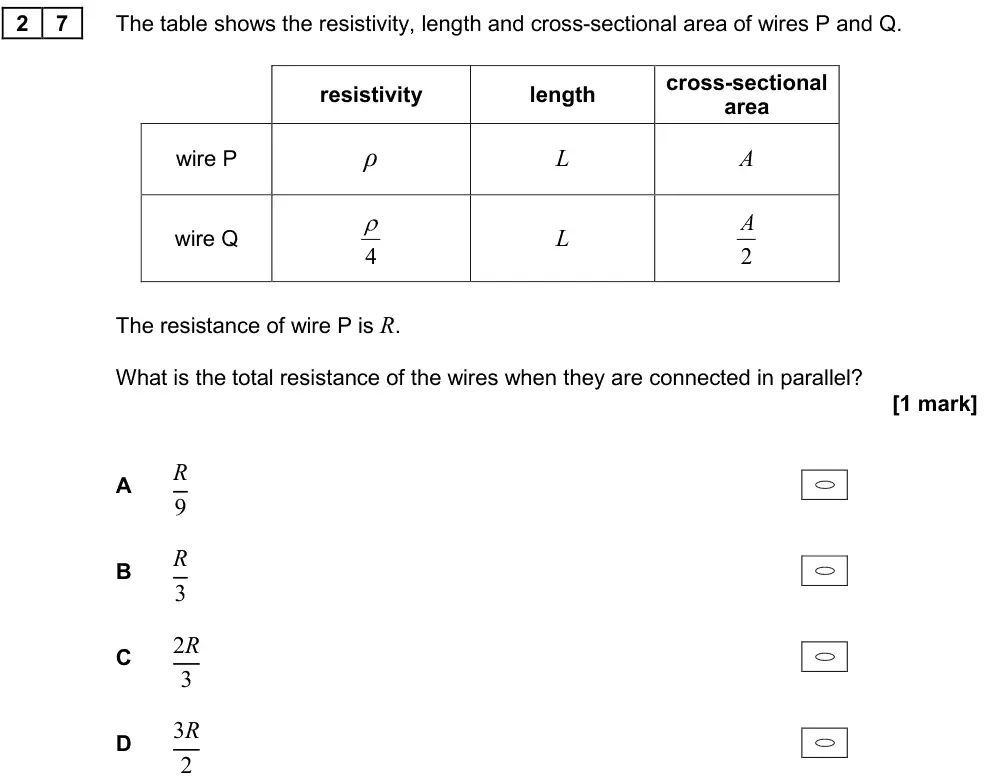 2 7 The table shows the resistivity, length and cross-sectional area of wires P and Q.
resistivity length cross-sectional area
wire P ρ L A
wire Q ρ/4 L A/2
The resistance of wire P is R.
What is the total resistance of the wires when they are connected in parallel?
[1 mark]
A R/9
B R/3
C 2R/3
D 3R/2